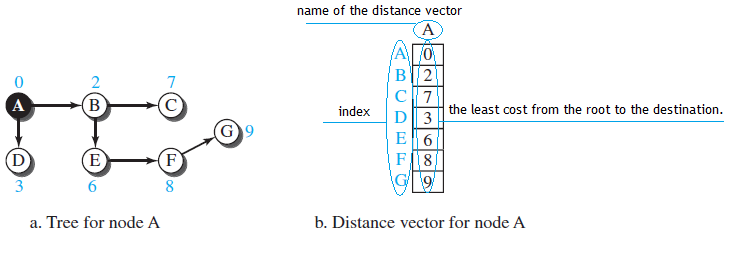 name of the distance vector
A
0 2 7
A B C
G 9
D E F
3 6 8
a. Tree for node A
A 0
B 2
C 7
index D 3 the least cost from the root to the destination.
E 6
F 8
G 9
b. Distance vector for node A